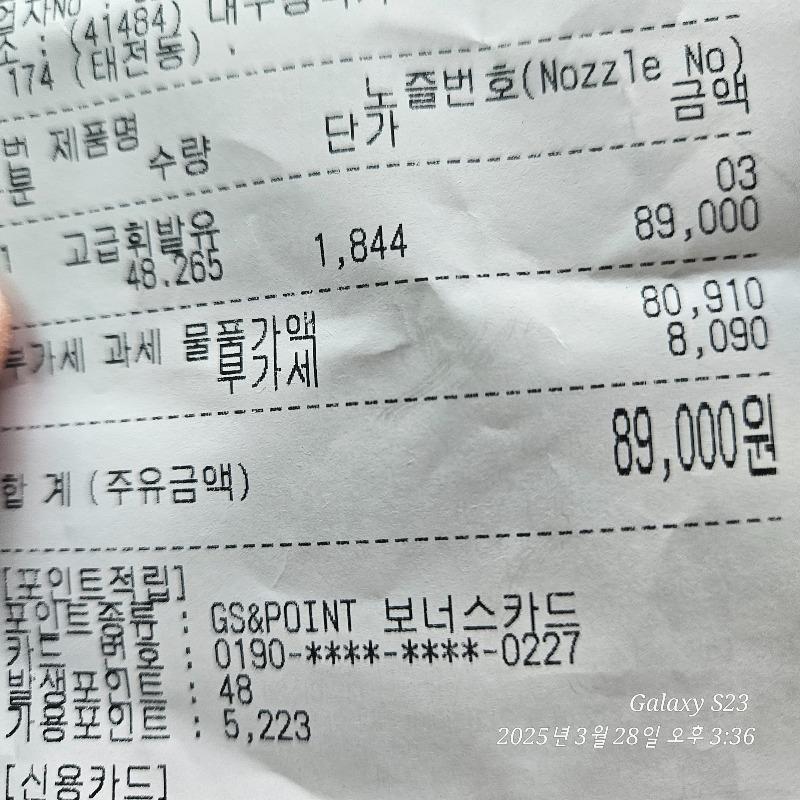 소 : (41484)
174 (태전동) .
노즐번호(Nozzle No)
번 제품명
수량 단가 금액
03
고급휘발유
48.265 1,844 89,000
부가세 과세 물품가액 80,910
부가세 8,090
합 계 (주유금액) 89,000원
[포인트적립]
포인트종류 : GS&POINT 보너스카드
카드 번호 : 0190-****-****-0227
발생포인트 : 48
가용포인트 : 5,223
[신용카드]
Galaxy S23
2025년 3월 28일 오후 3:36